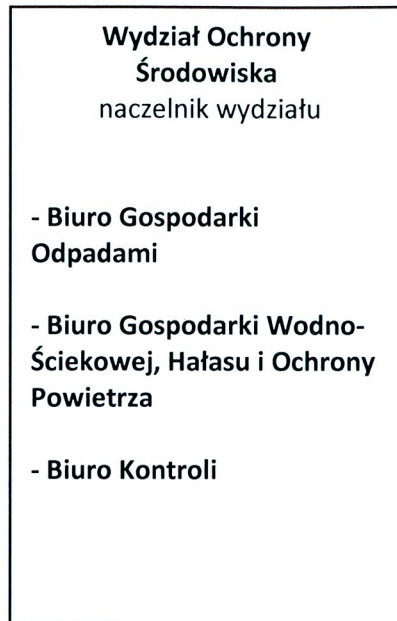 Wydział Ochrony
Środowiska
naczelnik wydziału
- Biuro Gospodarki
Odpadami
- Biuro Gospodarki Wodno-
Ściekowej, Hałasu i Ochrony
Powietrza
- Biuro Kontroli